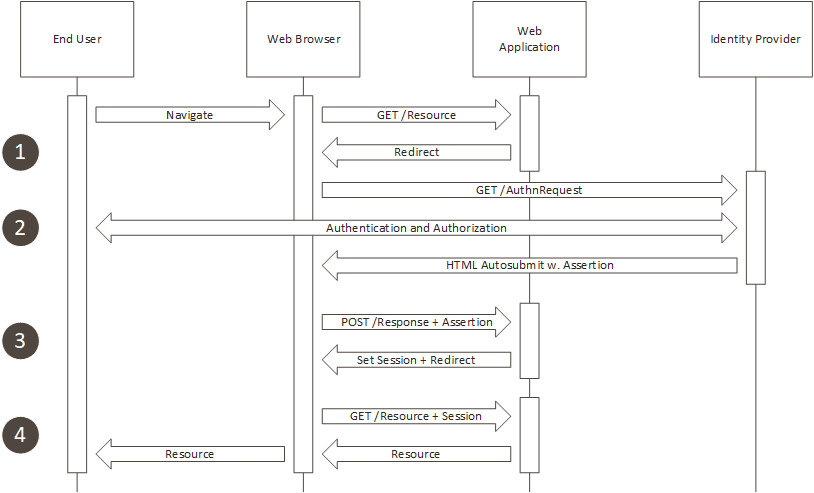 End User
Web Browser
Web
Application
Identity Provider
Navigate
GET /Resource
1
Redirect
GET /AuthnRequest
2
Authentication and Authorization
HTML Autosubmit w. Assertion
3
POST /Response + Assertion
Set Session + Redirect
4
GET /Resource + Session
Resource
Resource